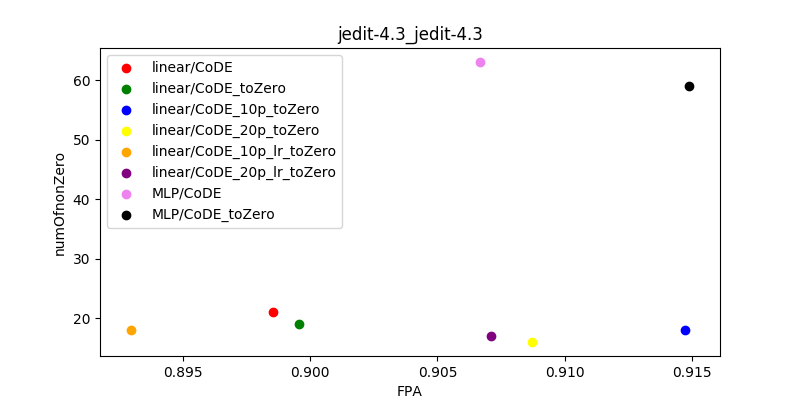 jedit-4.3_jedit-4.3
linear/CoDE
linear/CoDE_toZero
linear/CoDE_10p_toZero
linear/CoDE_20p_toZero
linear/CoDE_10p_lr_toZero
linear/CoDE_20p_lr_toZero
MLP/CoDE
MLP/CoDE_toZero
numOfnonZero
60
50
40
30
20
0.895 0.900 0.905 0.910 0.915
FPA